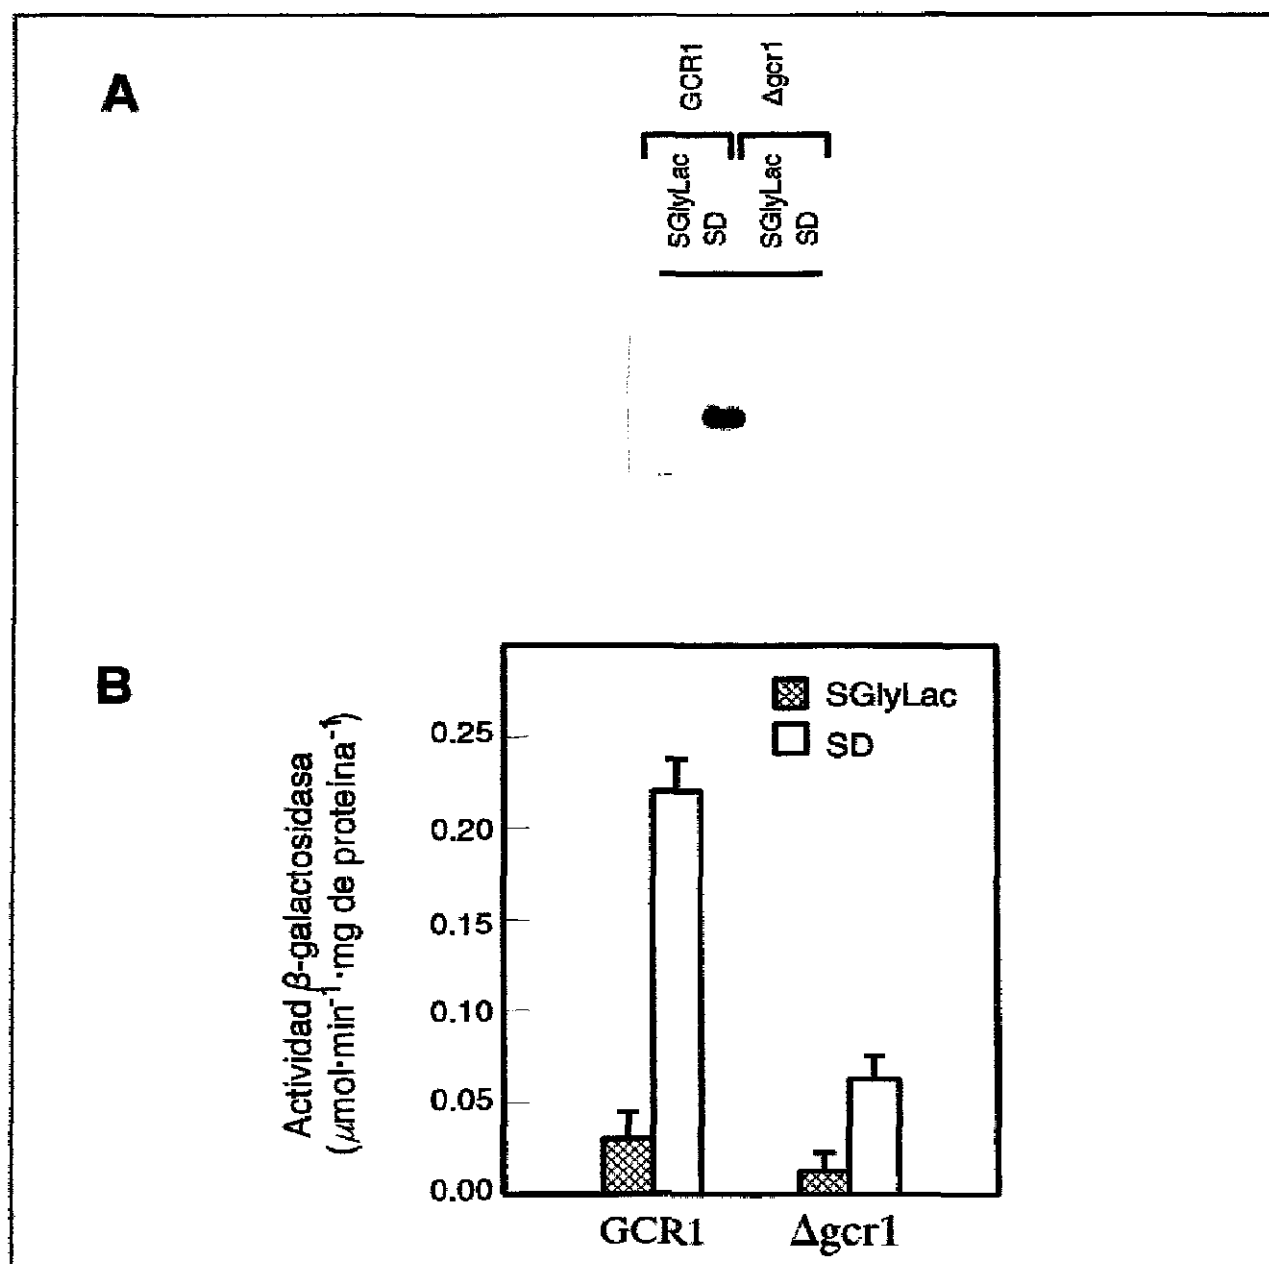 A
GCR1
Δgcr1
SGlyLac
SD
SGlyLac
SD
B
SGlyLac
SD
0.25
0.20
0.15
0.10
0.05
0.00
Actividad β-galactosidasa
(μmol·min⁻¹·mg de proteína⁻¹)
GCR1
Δgcr1